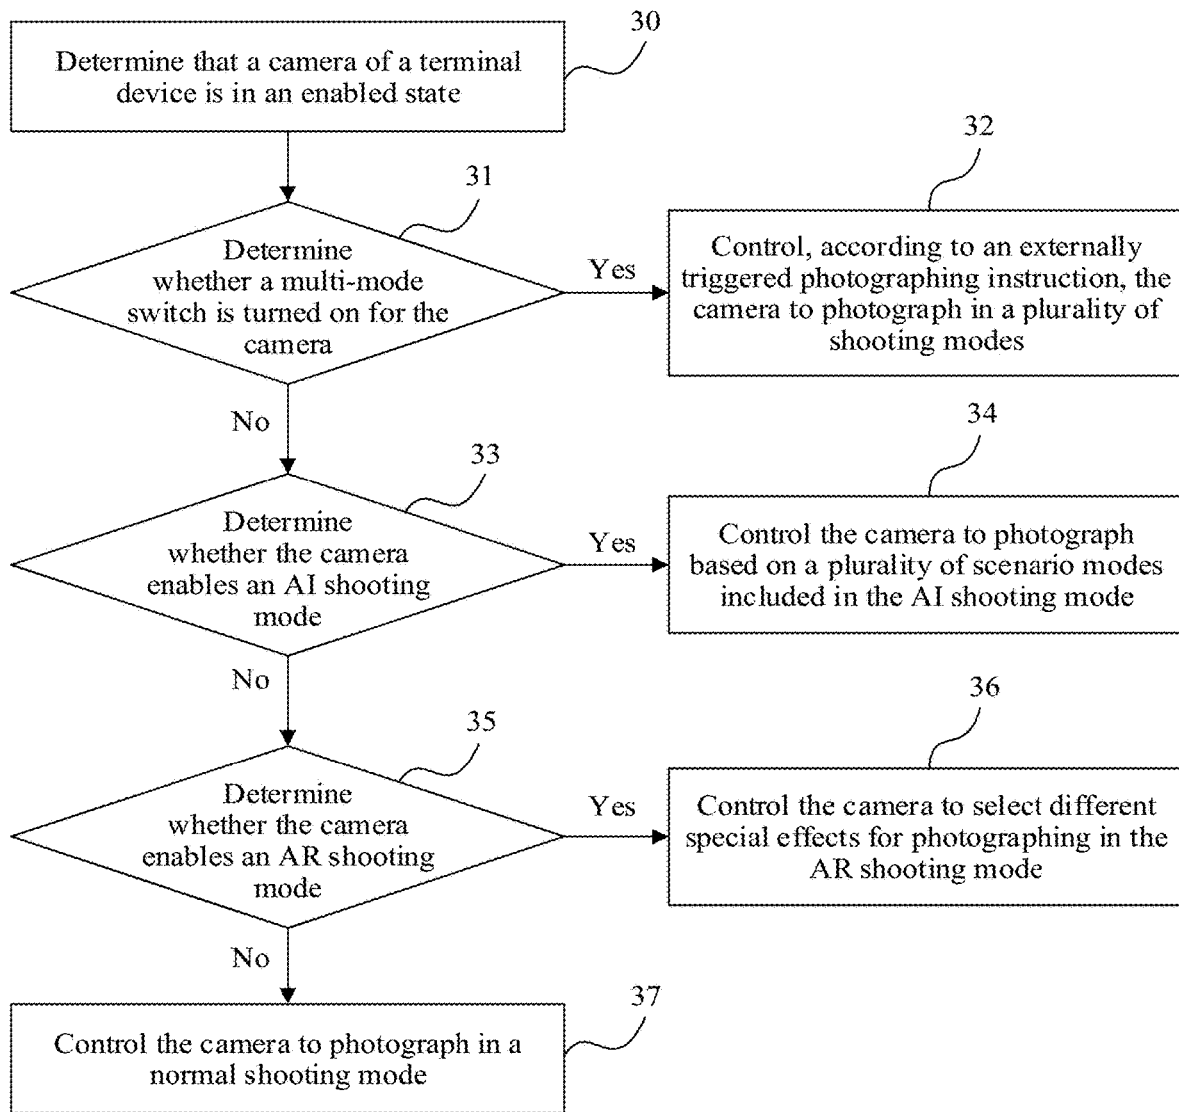 30
Determine that a camera of a terminal
device is in an enabled state
31
Determine
whether a multi-mode
switch is turned on for the
camera
Yes
32
Control, according to an externally
triggered photographing instruction, the
camera to photograph in a plurality of
shooting modes
No
33
Determine
whether the camera
enables an AI shooting
mode
Yes
34
Control the camera to photograph
based on a plurality of scenario modes
included in the AI shooting mode
No
35
Determine
whether the camera
enables an AR shooting
mode
Yes
36
Control the camera to select different
special effects for photographing in the
AR shooting mode
No
37
Control the camera to photograph in a
normal shooting mode